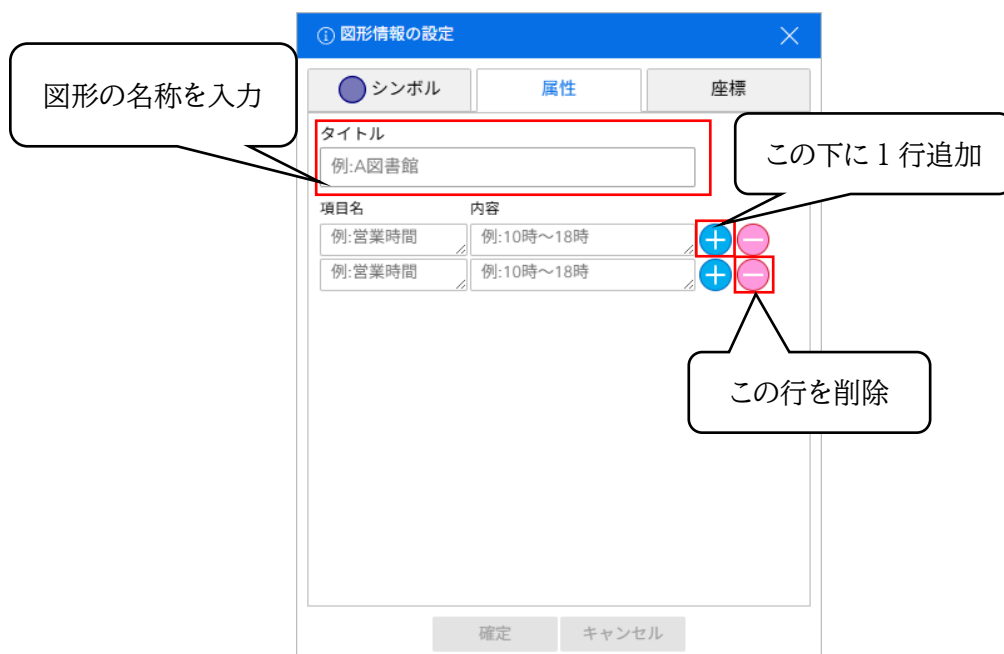 図形情報の設定
図形の名称を入力
シンボル
属性
座標
タイトル
例:A図書館
この下に1行追加
項目名
内容
例:営業時間
例:10時～18時
例:営業時間
例:10時～18時
この行を削除
確定
キャンセル